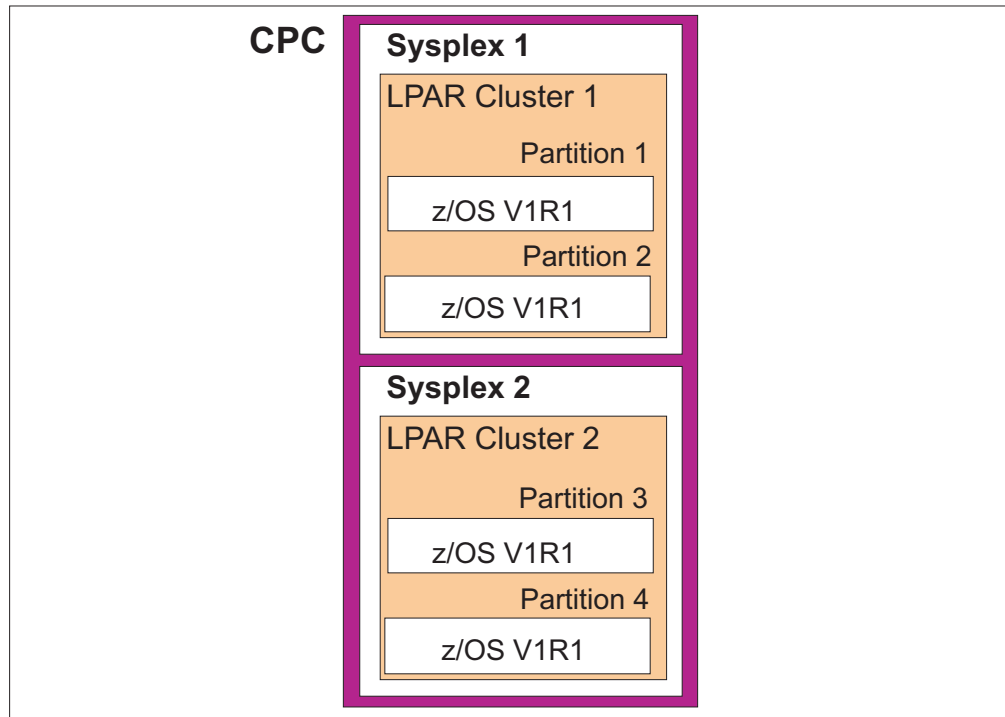 CPC
Sysplex 1
LPAR Cluster 1
Partition 1
z/OS V1R1
Partition 2
z/OS V1R1
Sysplex 2
LPAR Cluster 2
Partition 3
z/OS V1R1
Partition 4
z/OS V1R1